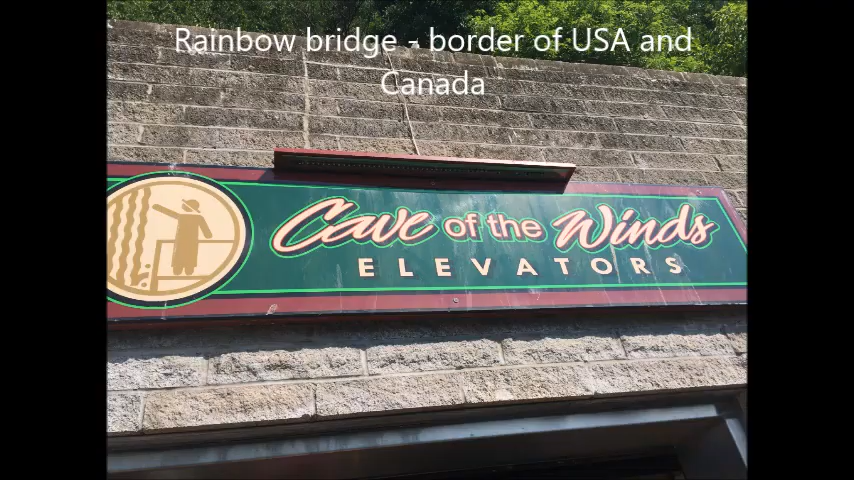 Rainbow bridge - border of USA and
Canada
Cave of the Winds
ELEVATORS